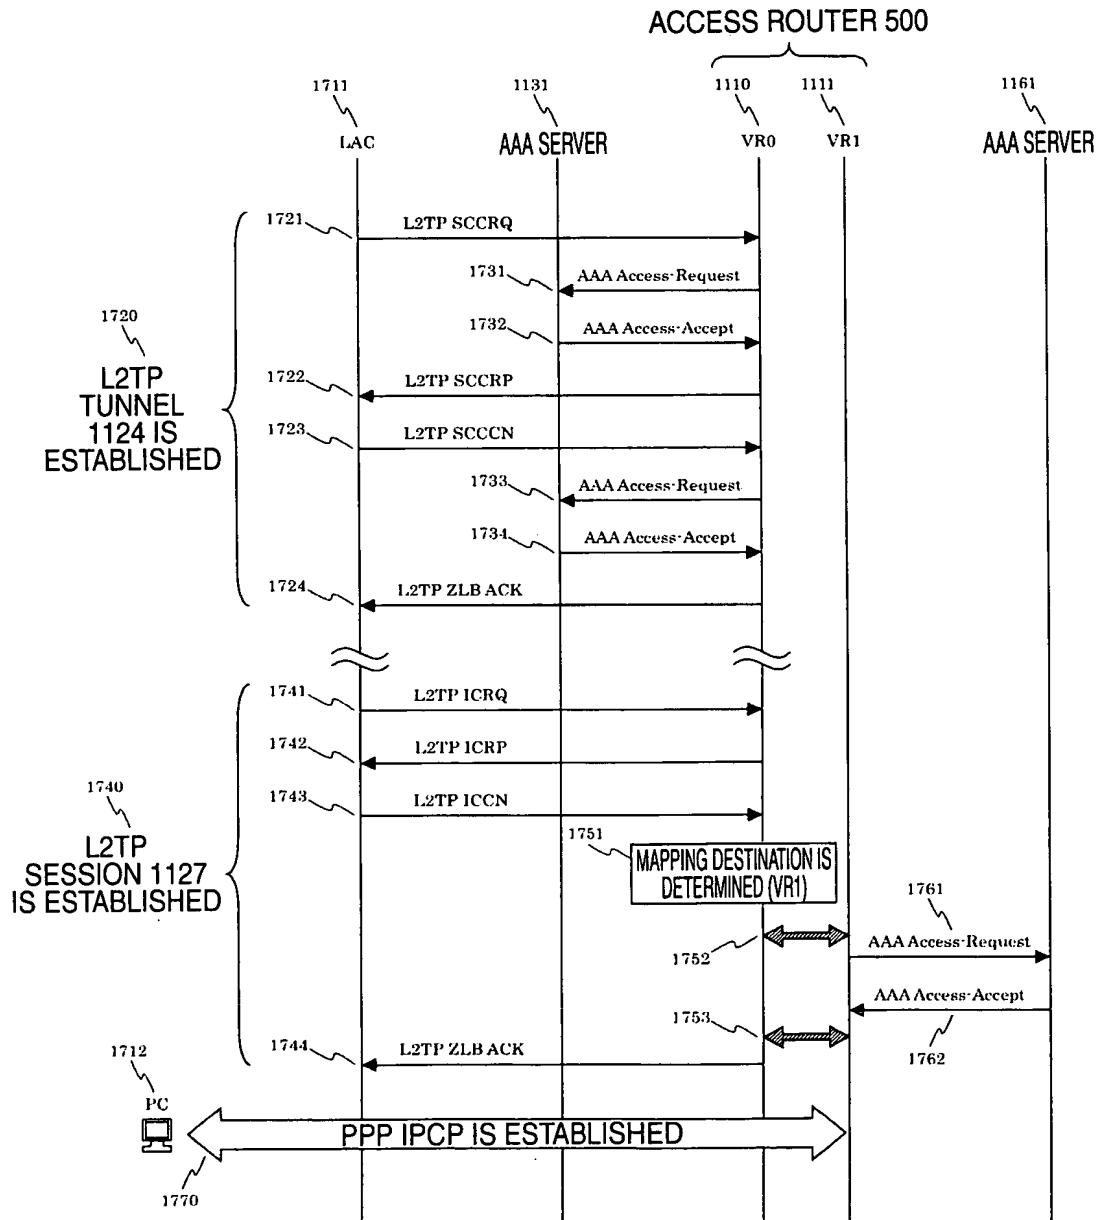 ACCESS ROUTER 500
1711
1131
1110
1111
1161
LAC
AAA SERVER
VR0
VR1
AAA SERVER
1721
L2TP SCCRQ
1731
AAA Access-Request
1732
AAA Access-Accept
1720
L2TP
TUNNEL
1124 IS
ESTABLISHED
1722
L2TP SCCRP
1723
L2TP SCCCN
1733
AAA Access-Request
1734
AAA Access-Accept
1724
L2TP ZLB ACK
1741
L2TP ICRQ
1742
L2TP ICRP
1743
L2TP ICCN
1740
L2TP
SESSION 1127
IS ESTABLISHED
1751
MAPPING DESTINATION IS
DETERMINED (VR1)
1761
1752
AAA Access-Request
AAA Access-Accept
1753
1762
1744
L2TP ZLB ACK
1712
PC
PPP IPCP IS ESTABLISHED
1770